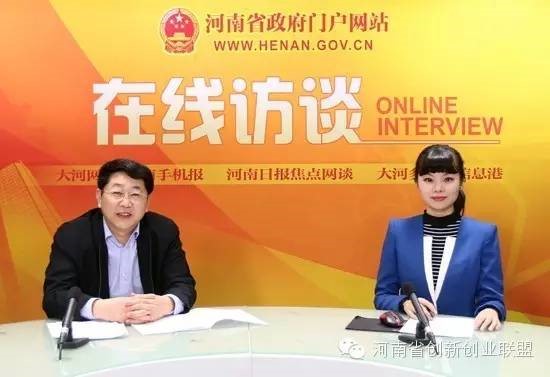 河南省政府门户网站
WWW.HENAN.GOV.CN
在线访谈
ONLINE
INTERVIEW
大河网 手机报 河南日报焦点网谈 大河 信息港
河南省创新创业联盟